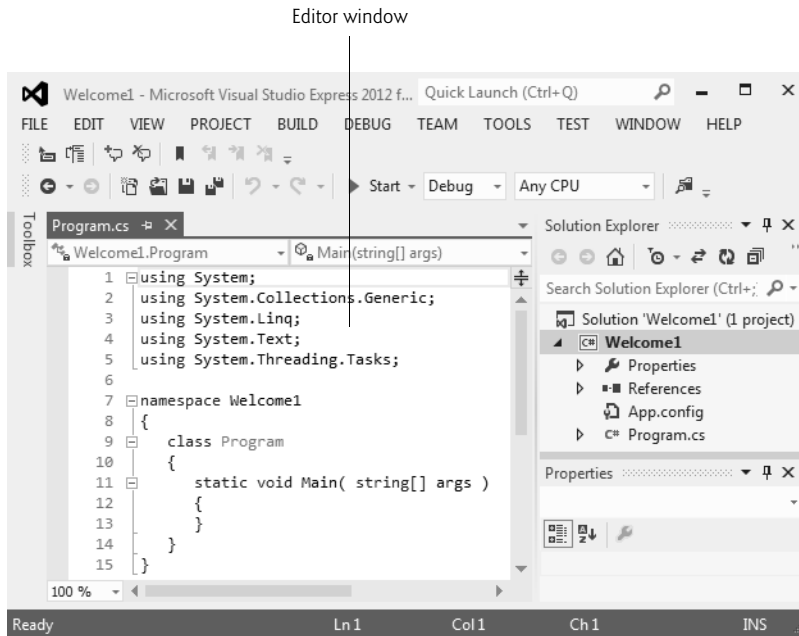 Editor window
Welcome1 - Microsoft Visual Studio Express 2012 f... Quick Launch (Ctrl+Q)
FILE EDIT VIEW PROJECT BUILD DEBUG TEAM TOOLS TEST WINDOW HELP
Start Debug Any CPU
Toolbox
Program.cs
Welcome1.Program Main(string[] args)
1 using System;
2 using System.Collections.Generic;
3 using System.Linq;
4 using System.Text;
5 using System.Threading.Tasks;
6
7 namespace Welcome1
8 {
9 class Program
10 {
11 static void Main( string[] args )
12 {
13 }
14 }
15 }
100 %
Solution Explorer
Search Solution Explorer (Ctrl+;
Solution 'Welcome1' (1 project)
C# Welcome1
Properties
References
App.config
C# Program.cs
Properties
Ready Ln 1 Col 1 Ch 1 INS